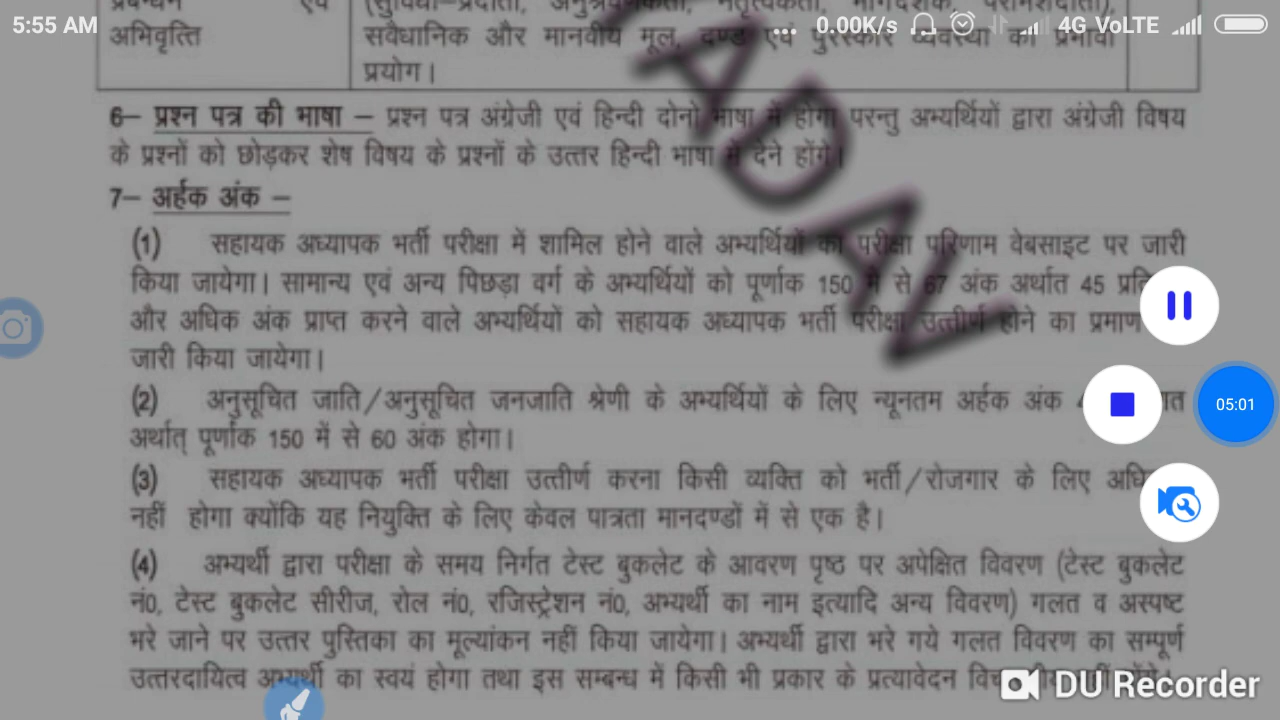 5:55 AM ... 0.00K/s 4G VoLTE
एवं (सुविधा–प्रदाता,
अभिवृत्ति संवैधानिक और मानवीय मूल, दण्ड एवं पुरस्कार व्यवस्था का प्रभावी
प्रयोग।
6– प्रश्न पत्र की भाषा – प्रश्न पत्र अंग्रेजी एवं हिन्दी दोनो भाषा में होगा परन्तु अभ्यर्थियों द्वारा अंग्रेजी विषय
के प्रश्नों को छोड़कर शेष विषय के प्रश्नों के उत्तर हिन्दी भाषा में देने होंगे।
7– अर्हक अंक –
(1) सहायक अध्यापक भर्ती परीक्षा में शामिल होने वाले अभ्यर्थियों का परीक्षा परिणाम वेबसाइट पर जारी
किया जायेगा। सामान्य एवं अन्य पिछड़ा वर्ग के अभ्यर्थियों को पूर्णांक 150 में से 67 अंक अर्थात 45
और अधिक अंक प्राप्त करने वाले अभ्यर्थियों को सहायक अध्यापक भर्ती परीक्षा उत्तीर्ण होने का प्रमाण
जारी किया जायेगा।
(2) अनुसूचित जाति/अनुसूचित जनजाति श्रेणी के अभ्यर्थियों के लिए न्यूनतम अर्हक अंक
अर्थात् पूर्णांक 150 में से 60 अंक होगा।
(3) सहायक अध्यापक भर्ती परीक्षा उत्तीर्ण करना किसी व्यक्ति को भर्ती/रोजगार के लिए
नहीं होगा क्योंकि यह नियुक्ति के लिए केवल पात्रता मानदण्डों में से एक है।
(4) अभ्यर्थी द्वारा परीक्षा के समय निर्गत टेस्ट बुकलेट के आवरण पृष्ठ पर अपेक्षित विवरण (टेस्ट बुकलेट
नं0, टेस्ट बुकलेट सीरीज, रोल नं0, रजिस्ट्रेशन नं0, अभ्यर्थी का नाम इत्यादि अन्य विवरण) गलत व अस्पष्ट
भरे जाने पर उत्तर पुस्तिका का मूल्यांकन नहीं किया जायेगा। अभ्यर्थी द्वारा भरे गये गलत विवरण का सम्पूर्ण
उत्तरदायित्व अभ्यर्थी का स्वयं होगा तथा इस सम्बन्ध में किसी भी प्रकार के प्रत्यावेदन
ADAV
05:01
DU Recorder